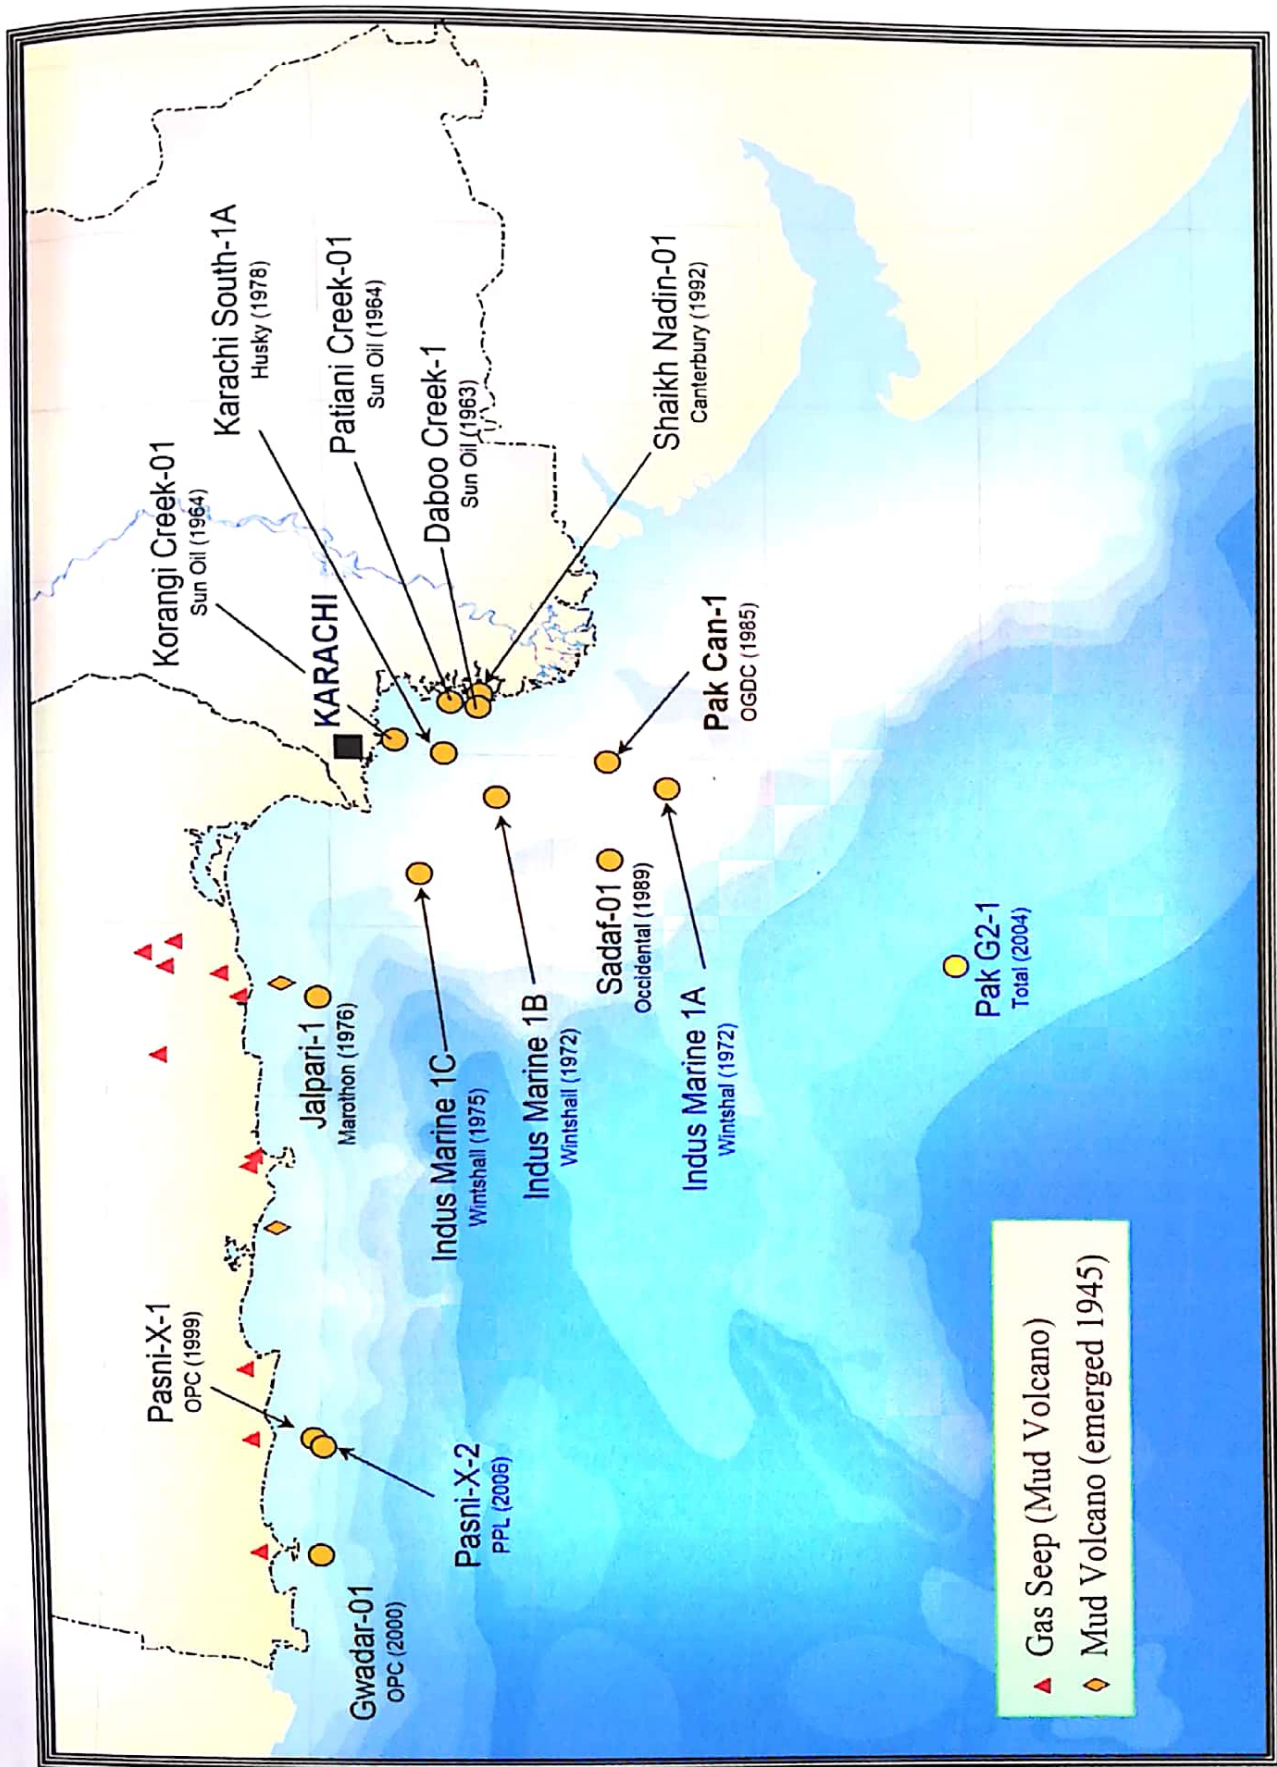 Korangi Creek-01
Sun Oil (1964)
Karachi South-1A
Husky (1978)
KARACHI
Patiani Creek-01
Sun Oil (1964)
Daboo Creek-1
Sun Oil (1963)
Shaikh Nadin-01
Canterbury (1992)
Pak Can-1
OGDC (1985)
Jalpari-1
Marothon (1976)
Indus Marine 1C
Wintshall (1975)
Indus Marine 1B
Wintshall (1972)
Sadaf-01
Occidental (1989)
Indus Marine 1A
Wintshal (1972)
Pak G2-1
Total (2004)
Pasni-X-1
OPC (1999)
Pasni-X-2
PPL (2006)
Gwadar-01
OPC (2000)
Gas Seep (Mud Volcano)
Mud Volcano (emerged 1945)